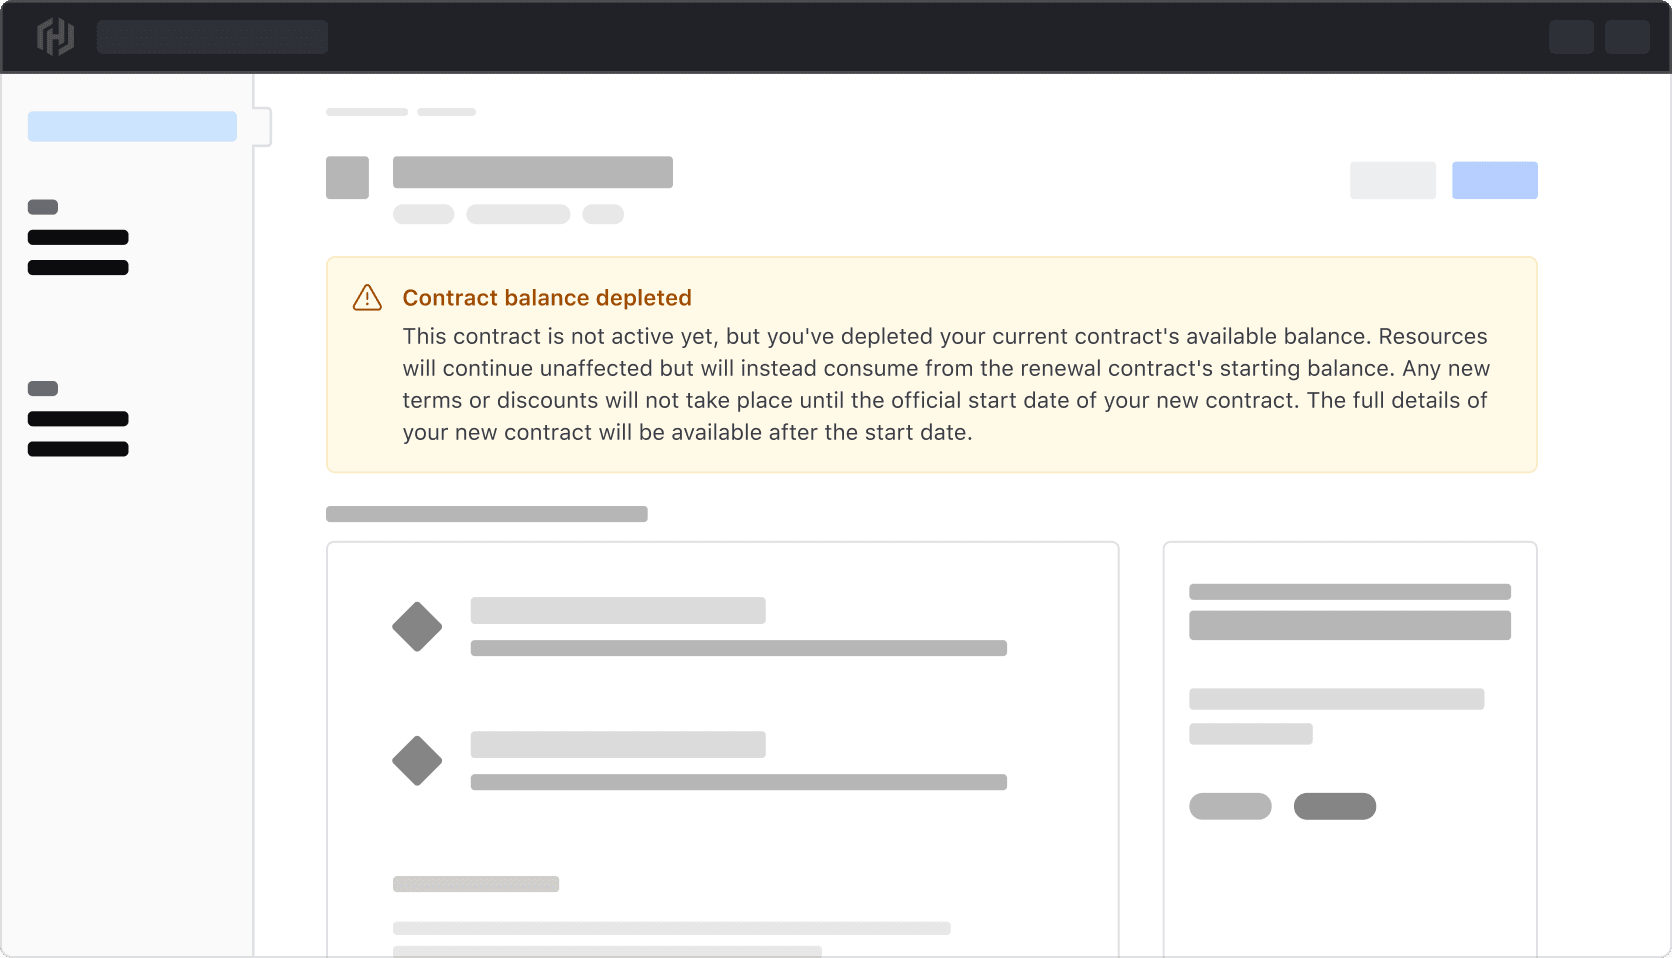 Contract balance depleted
This contract is not active yet, but you've depleted your current contract's available balance. Resources
will continue unaffected but will instead consume from the renewal contract's starting balance. Any new
terms or discounts will not take place until the official start date of your new contract. The full details of
your new contract will be available after the start date.